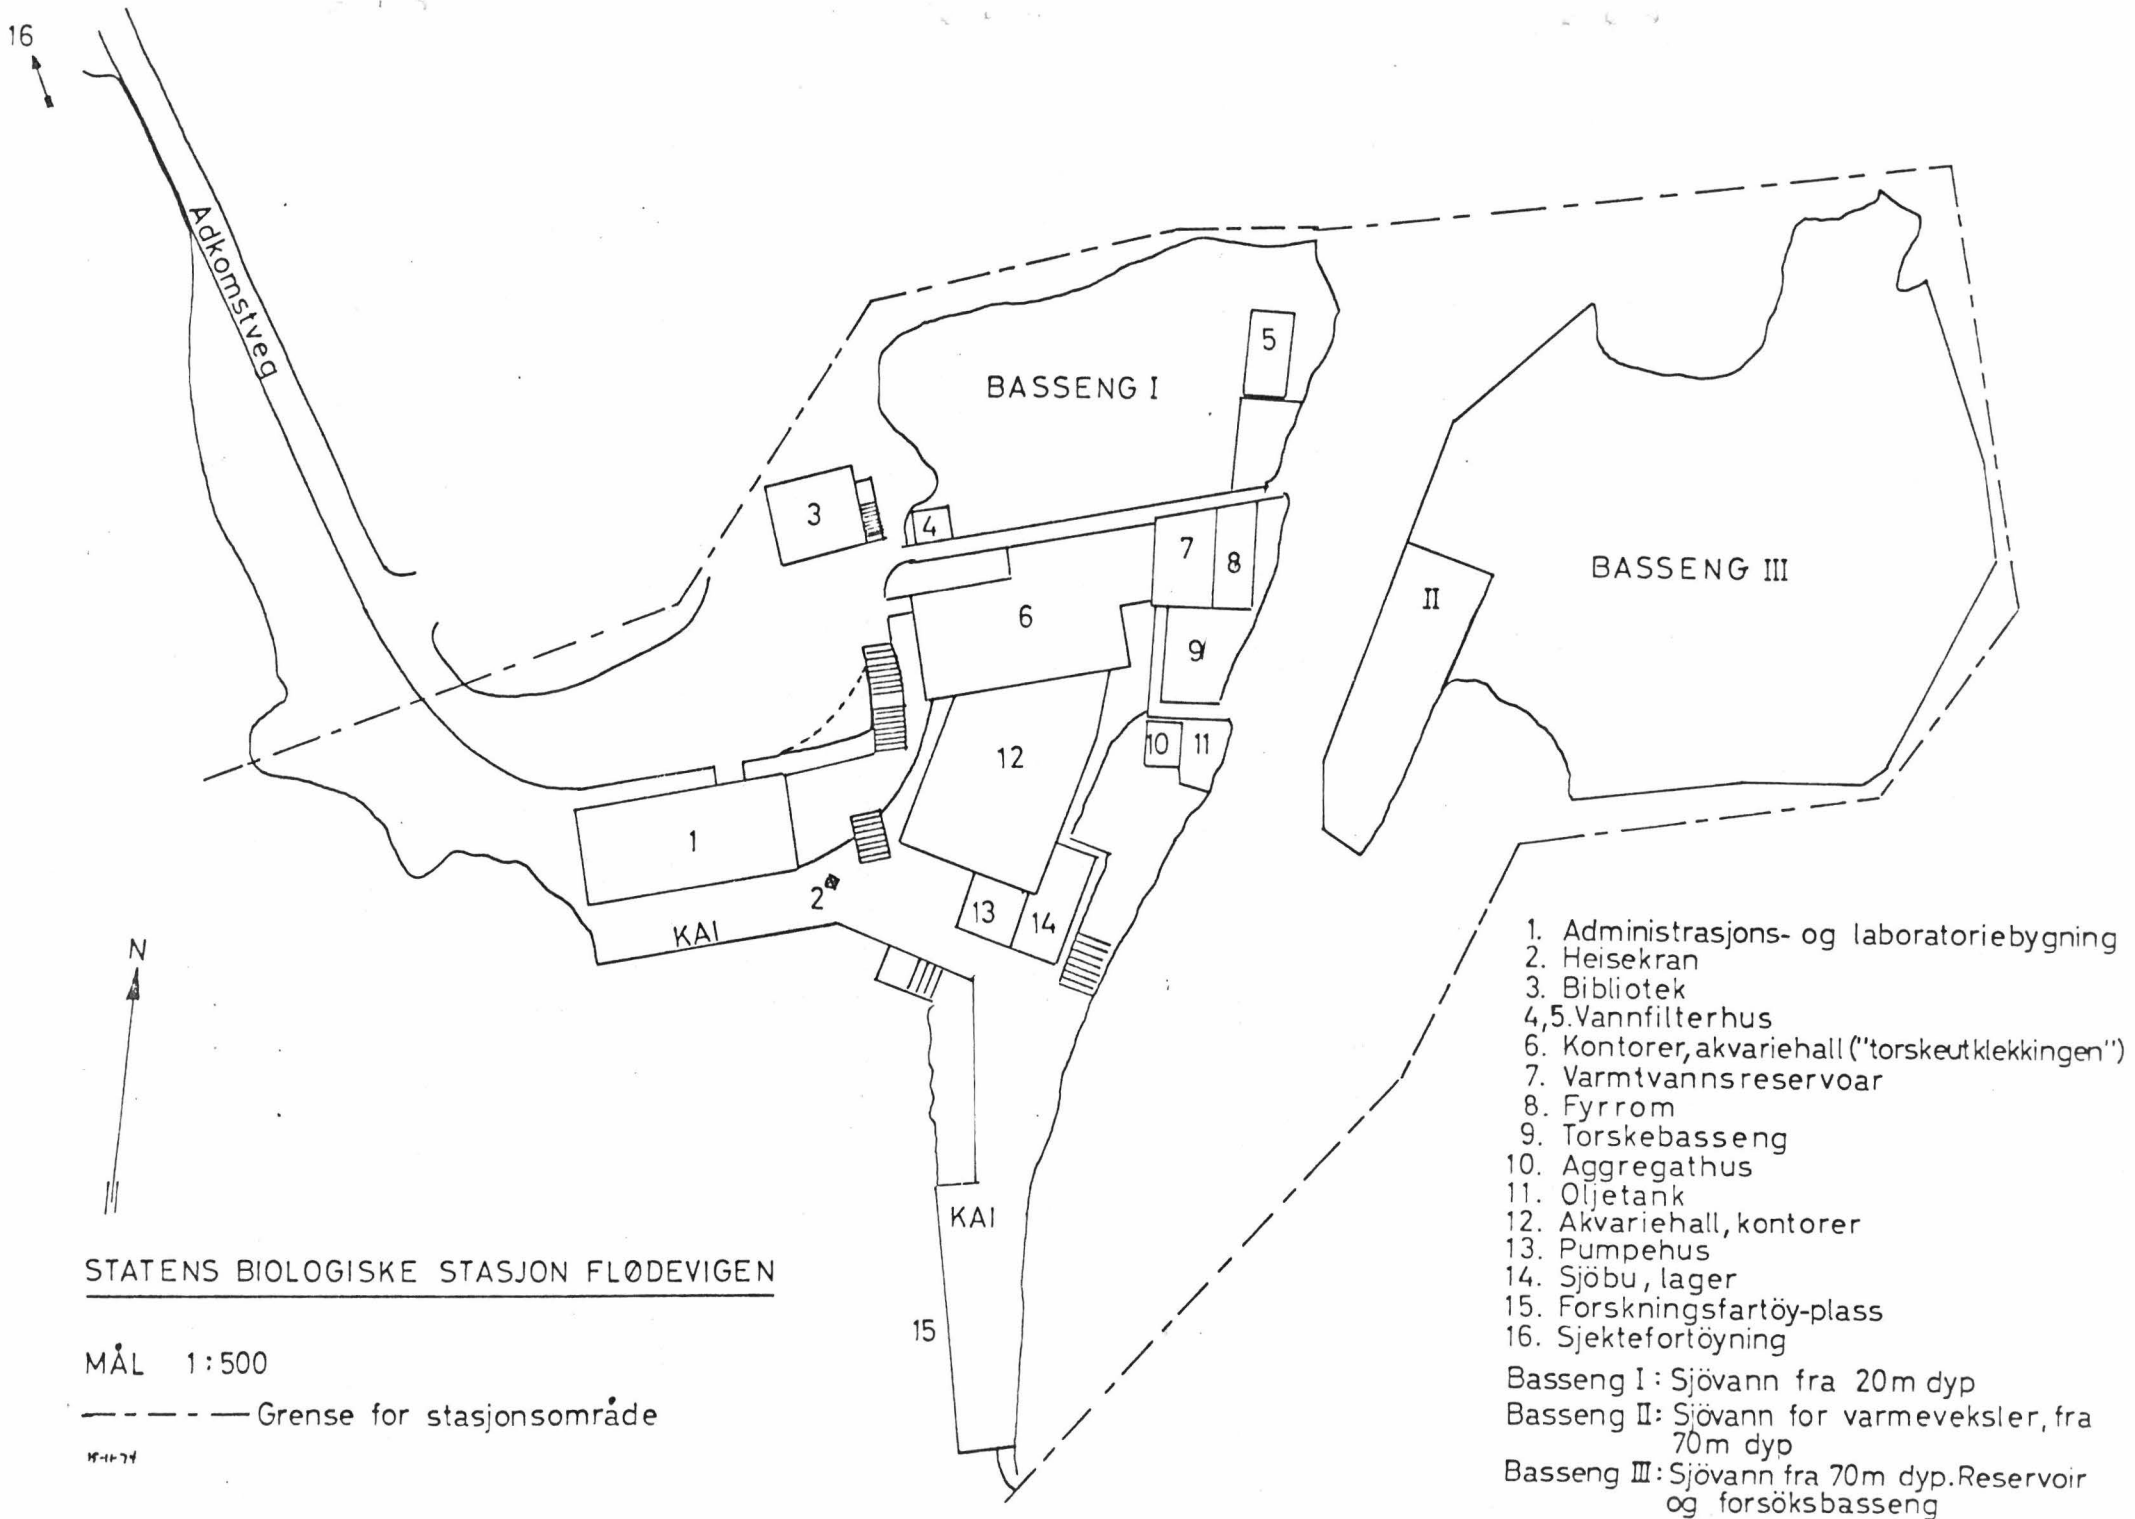 16
Adkomstveg
BASSENG I
5
3
4
7
8
6
9
BASSENG III
II
10
11
12
1
2
13
14
KAI
N
KAI
15
STATENS BIOLOGISKE STASJON FLØDEVIGEN
MÅL 1:500
Grense for stasjonsområde
1. Administrasjons- og laboratoriebygning
2. Heisekran
3. Bibliotek
4,5. Vannfilterhus
6. Kontorer, akvariehall ("torskeutklekkingen")
7. Varmtvannsreservoar
8. Fyrrom
9. Torskebasseng
10. Aggregathus
11. Oljetank
12. Akvariehall, kontorer
13. Pumpehus
14. Sjöbu, lager
15. Forskningsfartöy-plass
16. Sjektefortöyning
Basseng I: Sjövann fra 20m dyp
Basseng II: Sjövann for varmeveksler, fra
70m dyp
Basseng III: Sjövann fra 70m dyp. Reservoir
og forsöksbasseng